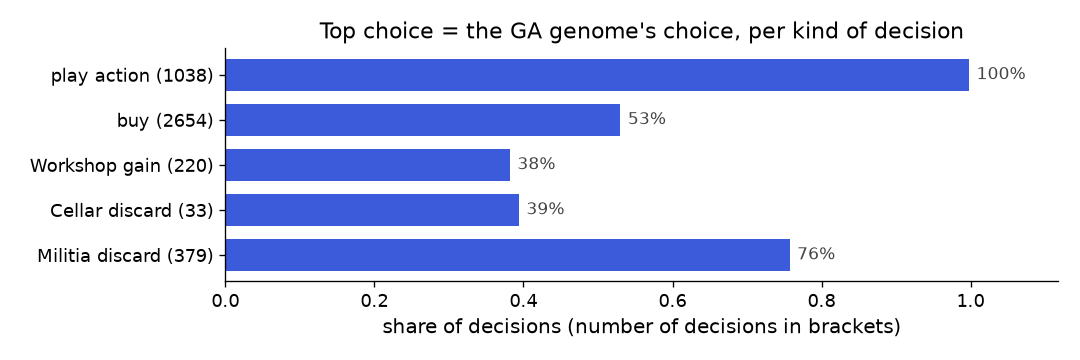 Top choice = the GA genome's choice, per kind of decision
play action (1038)
100%
buy (2654)
53%
Workshop gain (220)
38%
Cellar discard (33)
39%
Militia discard (379)
76%
0.0 0.2 0.4 0.6 0.8 1.0
share of decisions (number of decisions in brackets)